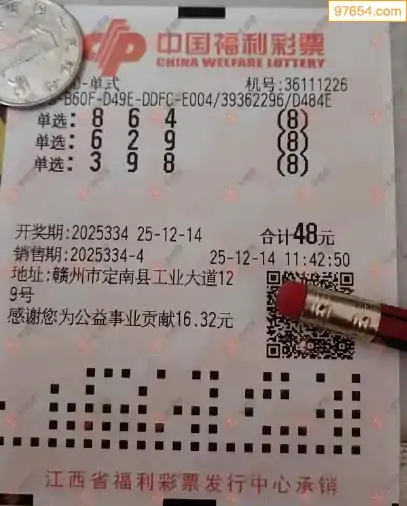 97654.com
中国福利彩票
CHINA WELFARE LOTTERY
-单式 机号:36111226
B60F-D49E-DDFC-E004/39362296/D484E
单选: 8 6 4 (8)
单选: 6 2 9 (8)
单选: 3 9 8 (8)
开奖期:2025334 25-12-14 合计48元
销售期:2025334-4 25-12-14 11:42:50
地址:赣州市定南县工业大道12
9号
感谢您为公益事业贡献16.32元
江西省福利彩票发行中心承销